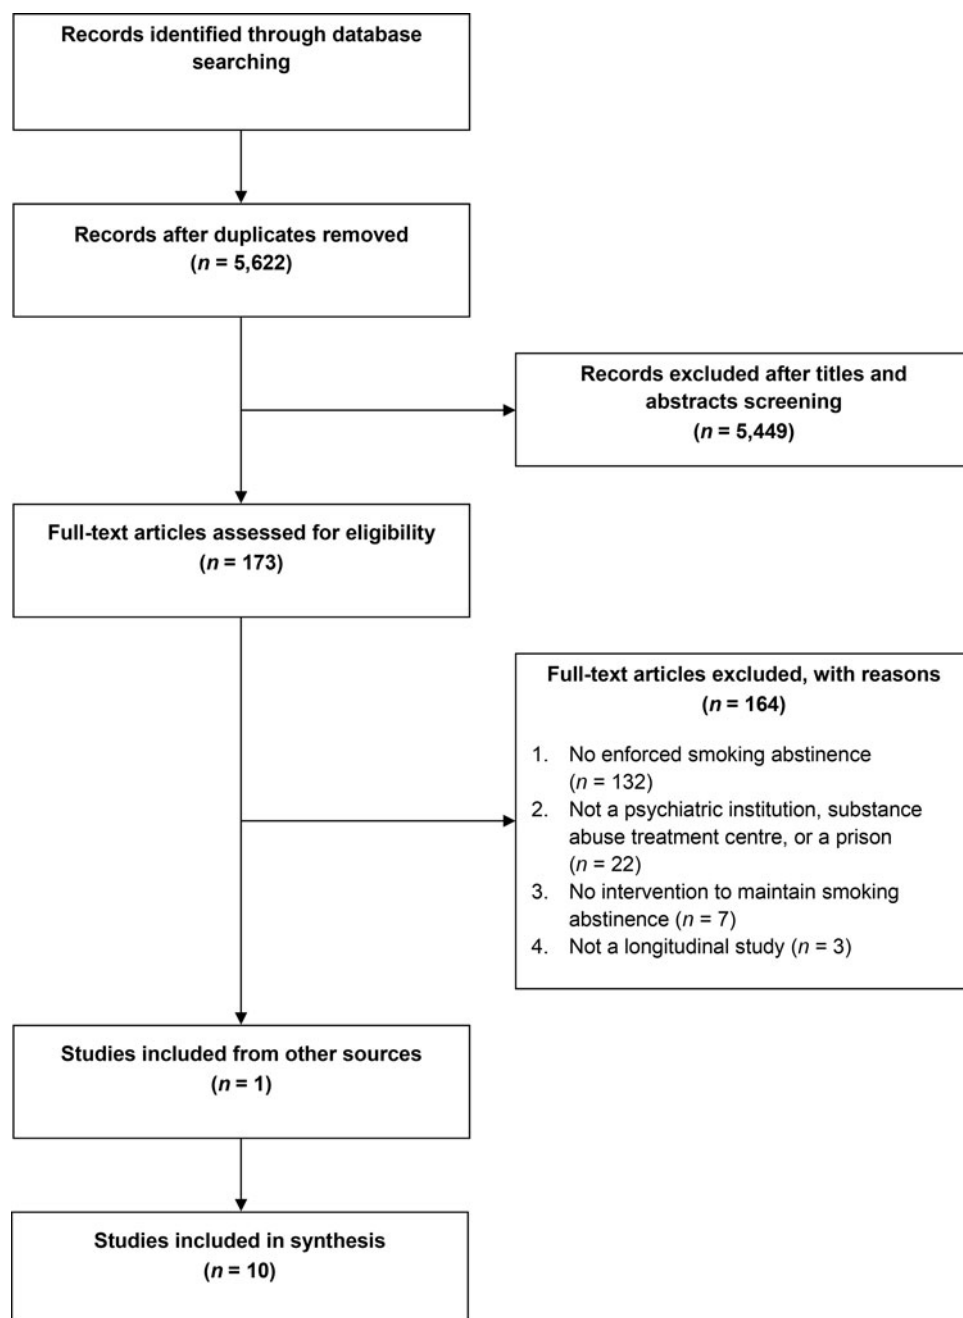 Records identified through database
searching
Records after duplicates removed
(n = 5,622)
Records excluded after titles and
abstracts screening
(n = 5,449)
Full-text articles assessed for eligibility
(n = 173)
Full-text articles excluded, with reasons
(n = 164)
1. No enforced smoking abstinence
(n = 132)
2. Not a psychiatric institution, substance
abuse treatment centre, or a prison
(n = 22)
3. No intervention to maintain smoking
abstinence (n = 7)
4. Not a longitudinal study (n = 3)
Studies included from other sources
(n = 1)
Studies included in synthesis
(n = 10)